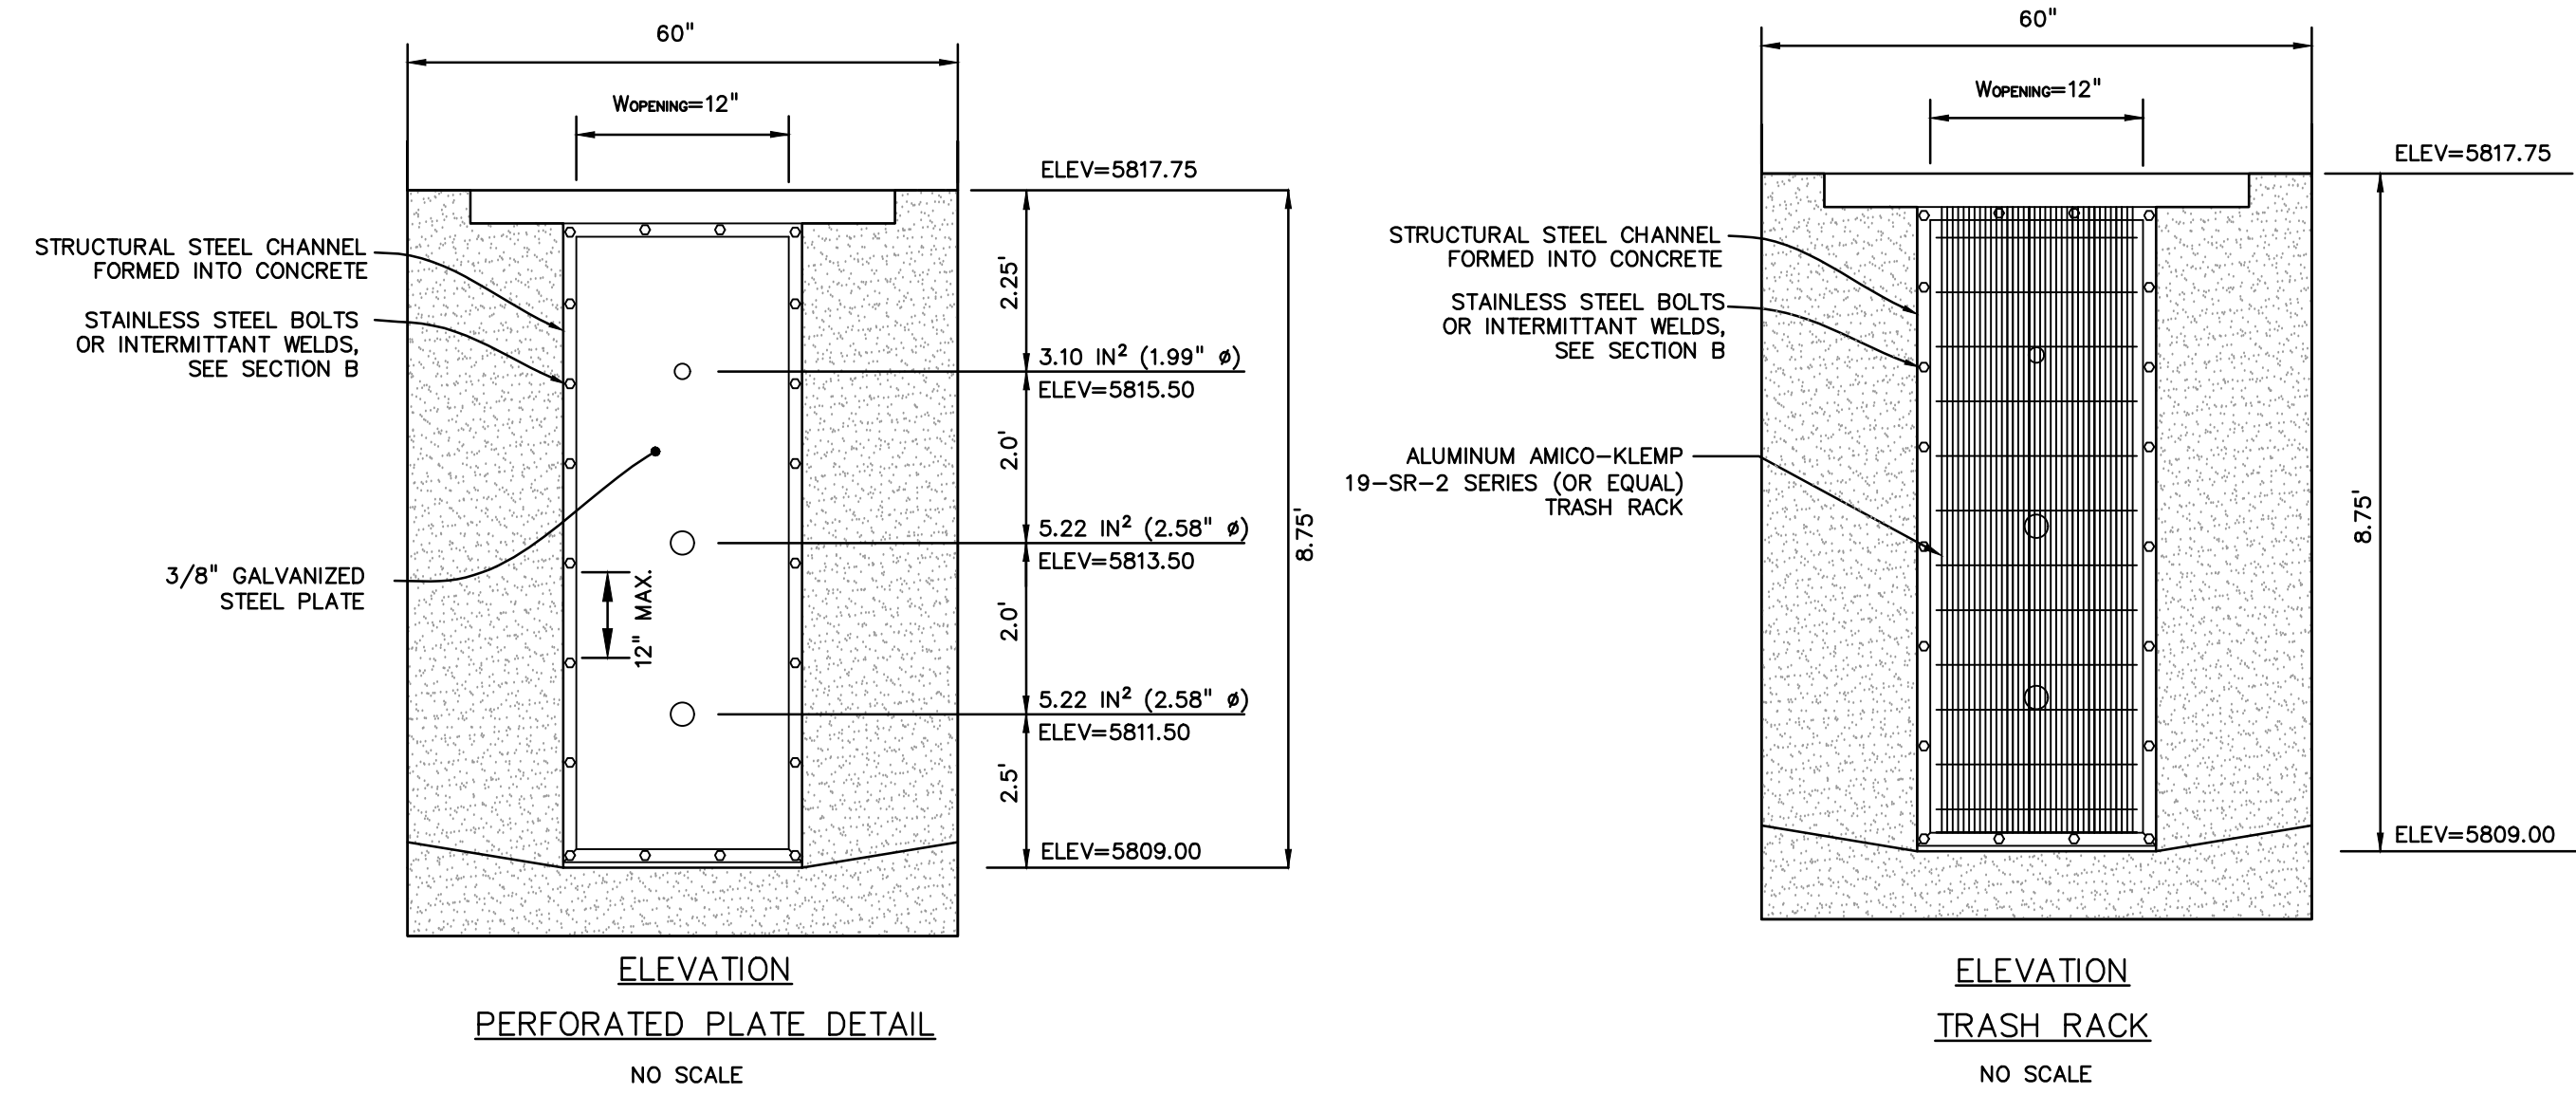 60"
WOPENING=12"
ELEV=5817.75
STRUCTURAL STEEL CHANNEL
FORMED INTO CONCRETE
STAINLESS STEEL BOLTS
OR INTERMITTANT WELDS,
SEE SECTION B
3/8" GALVANIZED
STEEL PLATE
12" MAX.
2.25'
3.10 IN² (1.99" ø)
ELEV=5815.50
2.0'
5.22 IN² (2.58" ø)
ELEV=5813.50
2.0'
5.22 IN² (2.58" ø)
ELEV=5811.50
2.5'
ELEV=5809.00
8.75'
ELEVATION
PERFORATED PLATE DETAIL
NO SCALE
60"
WOPENING=12"
ELEV=5817.75
STRUCTURAL STEEL CHANNEL
FORMED INTO CONCRETE
STAINLESS STEEL BOLTS
OR INTERMITTANT WELDS,
SEE SECTION B
ALUMINUM AMICO-KLEMP
19-SR-2 SERIES (OR EQUAL)
TRASH RACK
8.75'
ELEV=5809.00
ELEVATION
TRASH RACK
NO SCALE